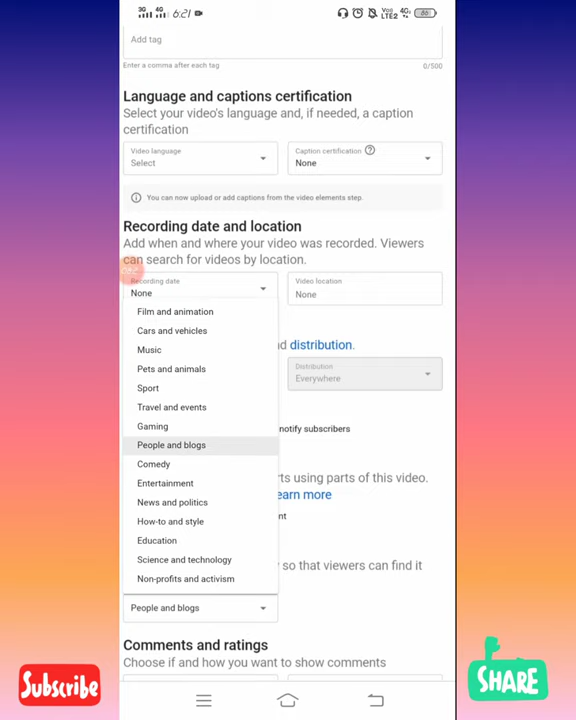 3G 4G 6:21 VoLTE2 4G 86
Add tag
Enter a comma after each tag 0/500
Language and captions certification
Select your video's language and, if needed, a caption
certification
Video language
Select
Caption certification ?
None
You can now upload or add captions from the video elements step.
Recording date and location
Add when and where your video was recorded. Viewers
can search for videos by location.
Recording date
None
Video location
None
Film and animation
Cars and vehicles
Music
Pets and animals
Sport
Travel and events
Gaming
People and blogs
Comedy
Entertainment
News and politics
How-to and style
Education
Science and technology
Non-profits and activism
d distribution.
Distribution
Everywhere
notify subscribers
rts using parts of this video.
earn more
nt
so that viewers can find it
People and blogs
Comments and ratings
Choose if and how you want to show comments
Subscribe
SHARE